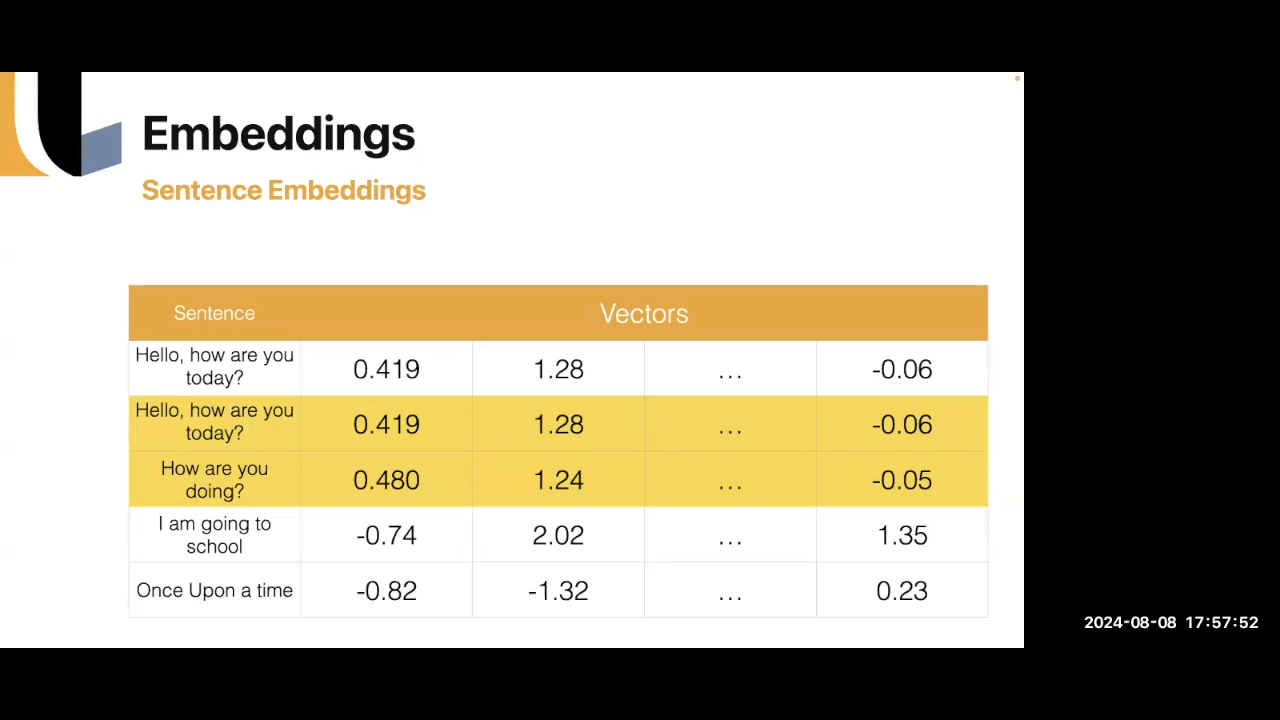 Embeddings
Sentence Embeddings
Sentence Vectors
Hello, how are you
today?
0.419 1.28 ... -0.06
Hello, how are you
today?
0.419 1.28 ... -0.06
How are you
doing?
0.480 1.24 ... -0.05
I am going to
school
-0.74 2.02 ... 1.35
Once Upon a time -0.82 -1.32 ... 0.23
2024-08-08 17:57:52